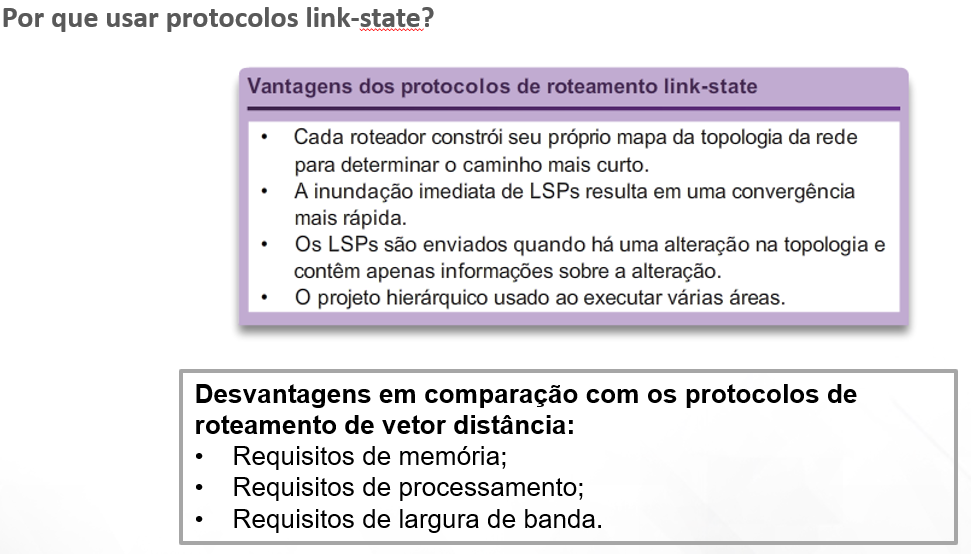 Por que usar protocolos link-state?
Vantagens dos protocolos de roteamento link-state
• Cada roteador constrói seu próprio mapa da topologia da rede
para determinar o caminho mais curto.
• A inundação imediata de LSPs resulta em uma convergência
mais rápida.
• Os LSPs são enviados quando há uma alteração na topologia e
contêm apenas informações sobre a alteração.
• O projeto hierárquico usado ao executar várias áreas.
Desvantagens em comparação com os protocolos de
roteamento de vetor distância:
• Requisitos de memória;
• Requisitos de processamento;
• Requisitos de largura de banda.